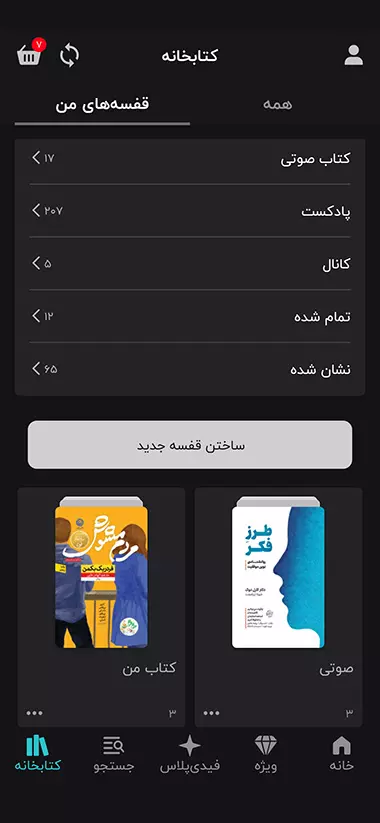 ۷
کتابخانه
همه
قفسه‌های من
کتاب صوتی
۱۷
پادکست
۲۰۷
کانال
۵
تمام شده
۱۲
نشان شده
۶۵
ساختن قفسه جدید
طرز
فکر
صوتی
۳
مردم مشوش
فردریک بکمن
کتاب من
۳
خانه
ویژه
فیدی‌پلاس
جستجو
کتابخانه